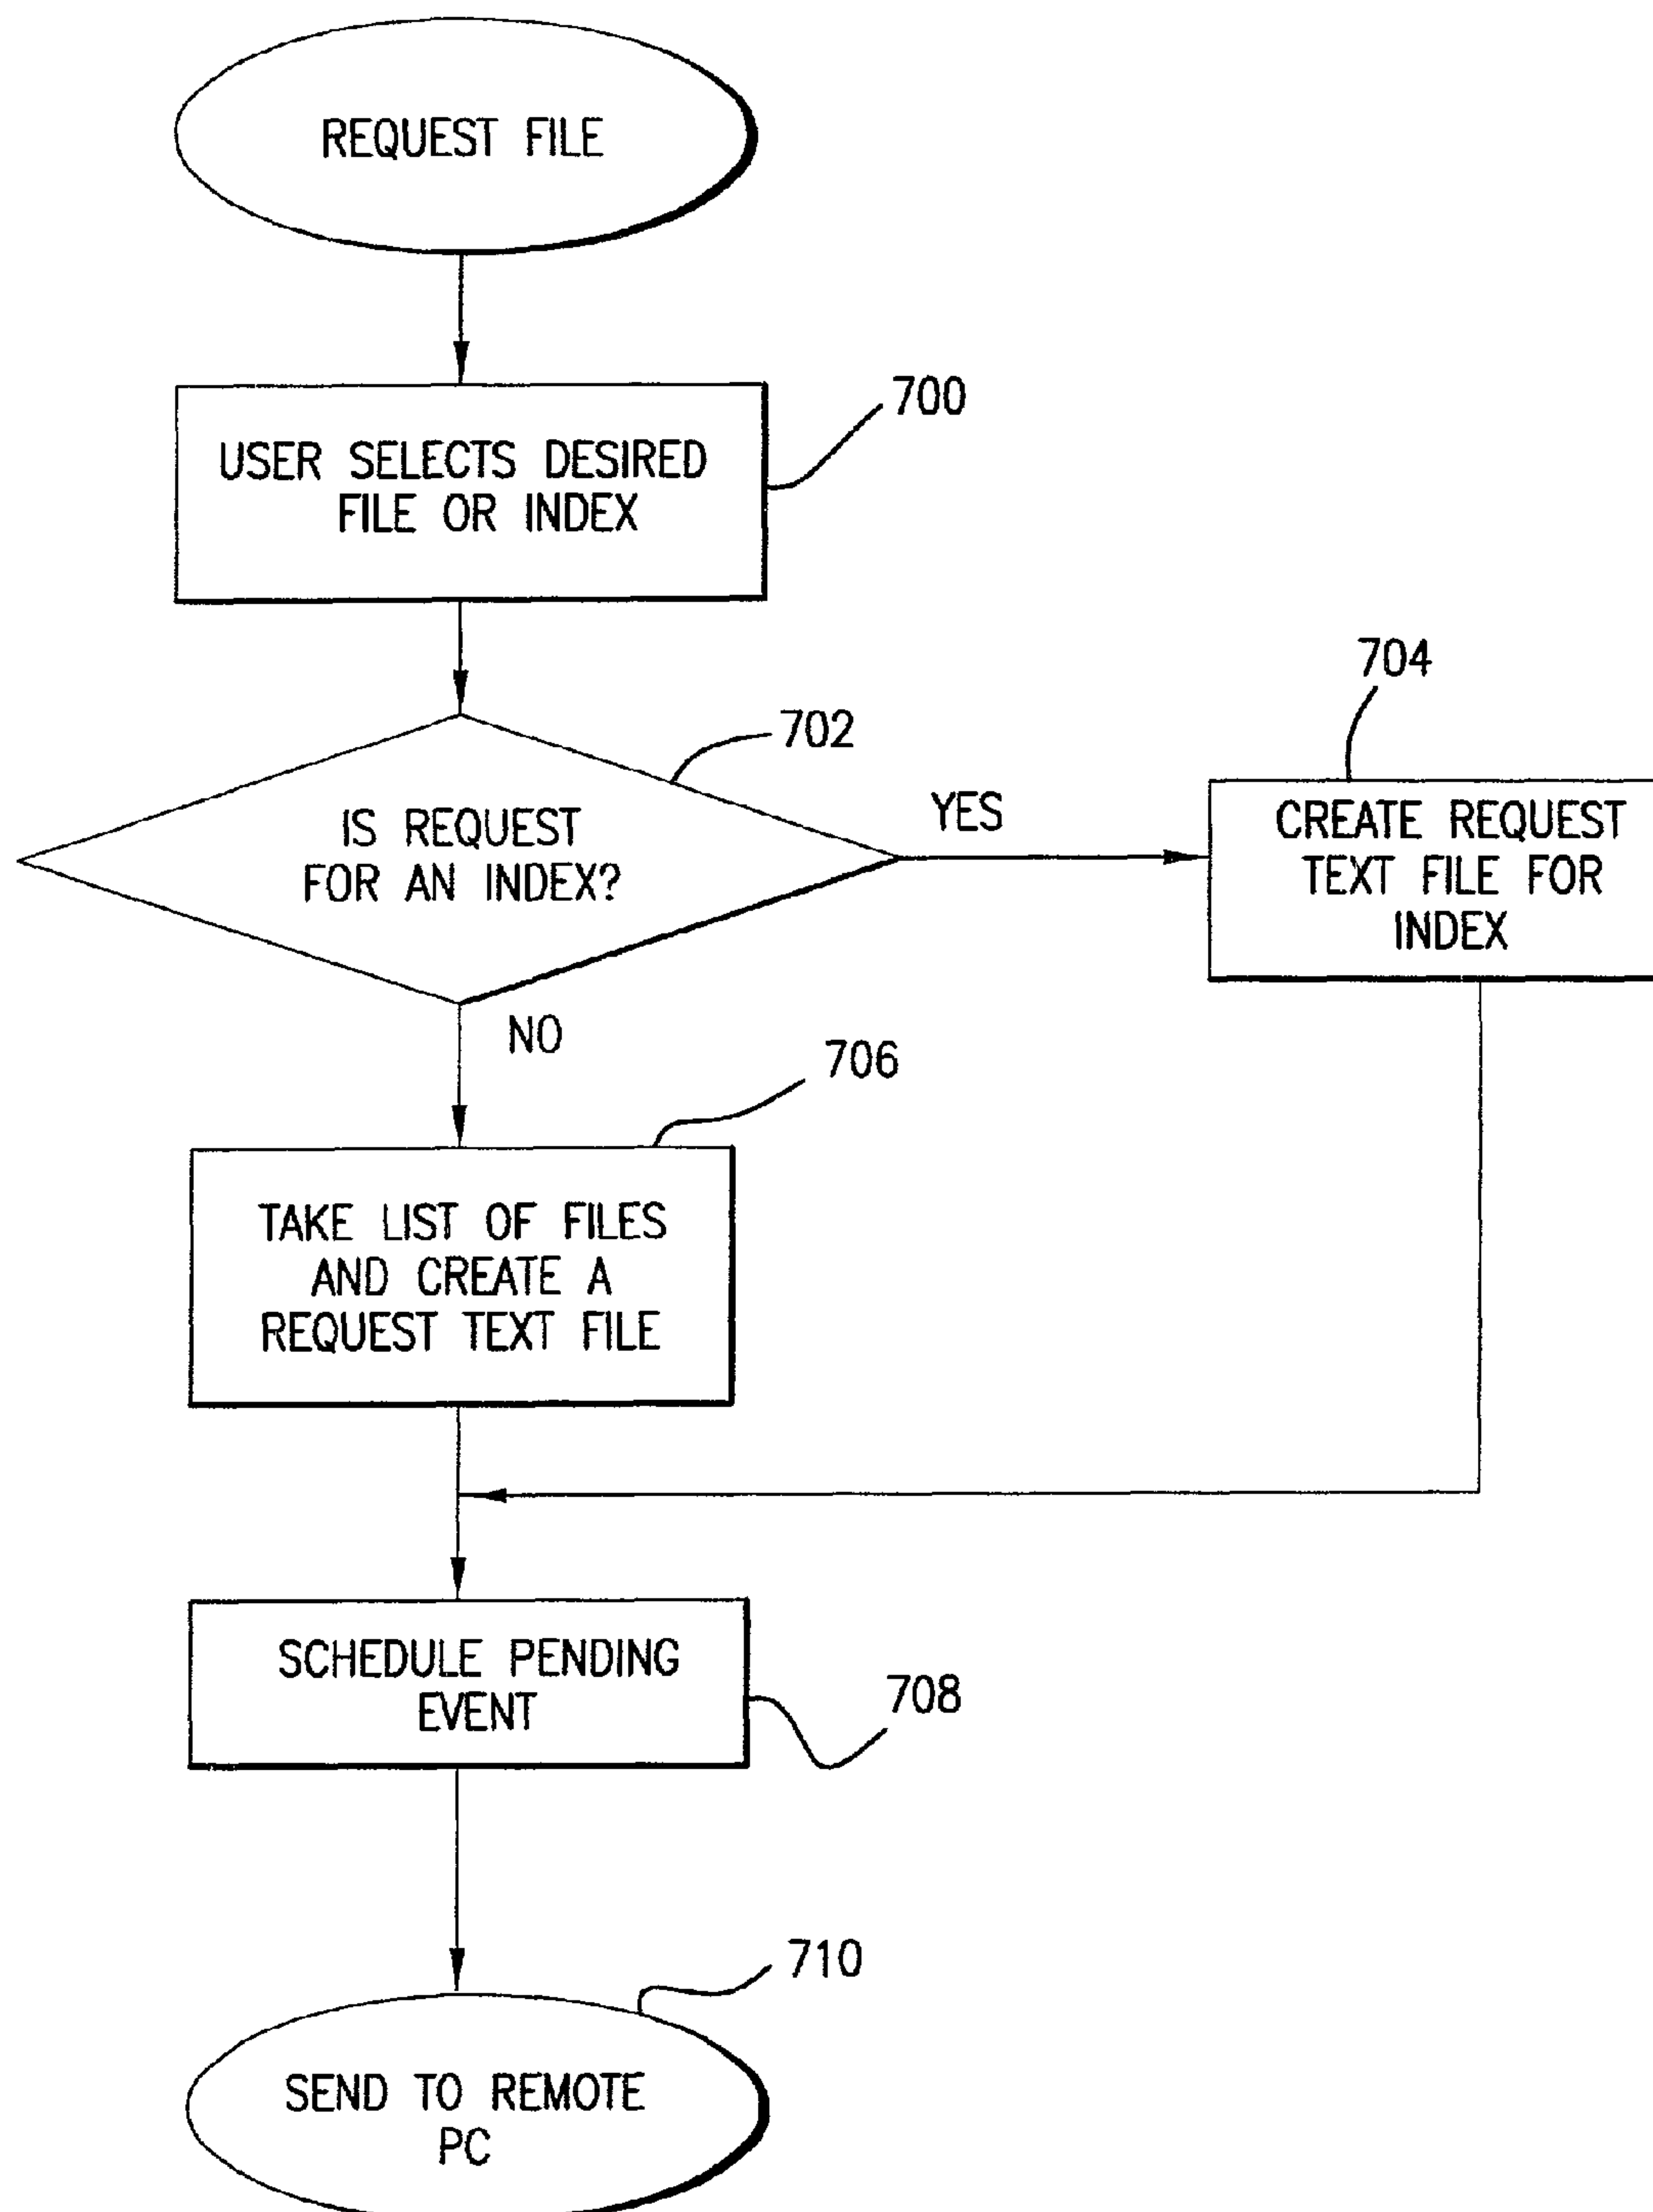 REQUEST FILE
700
USER SELECTS DESIRED
FILE OR INDEX
702
IS REQUEST
FOR AN INDEX?
YES
704
CREATE REQUEST
TEXT FILE FOR
INDEX
NO
706
TAKE LIST OF FILES
AND CREATE A
REQUEST TEXT FILE
SCHEDULE PENDING
EVENT
708
710
SEND TO REMOTE
PC